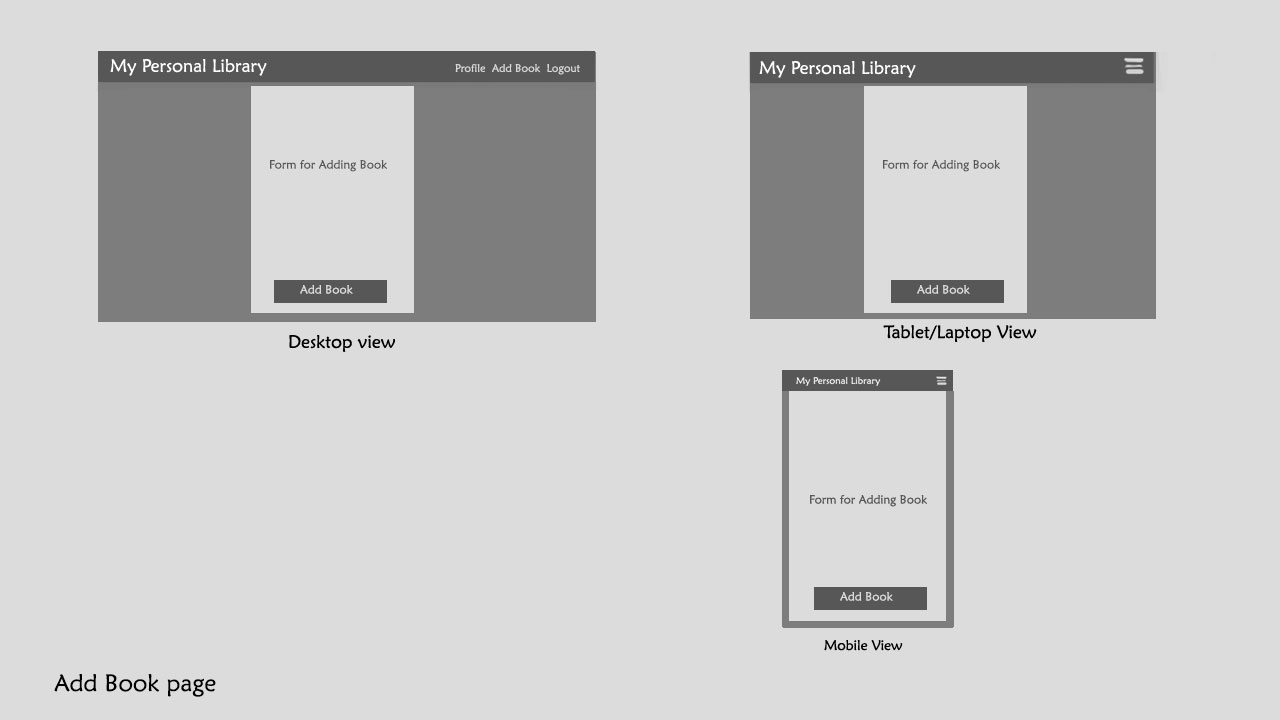 My Personal Library
Profile Add Book Logout
Form for Adding Book
Add Book
Desktop view
My Personal Library
Form for Adding Book
Add Book
Tablet/Laptop View
My Personal Library
Form for Adding Book
Add Book
Mobile View
Add Book page